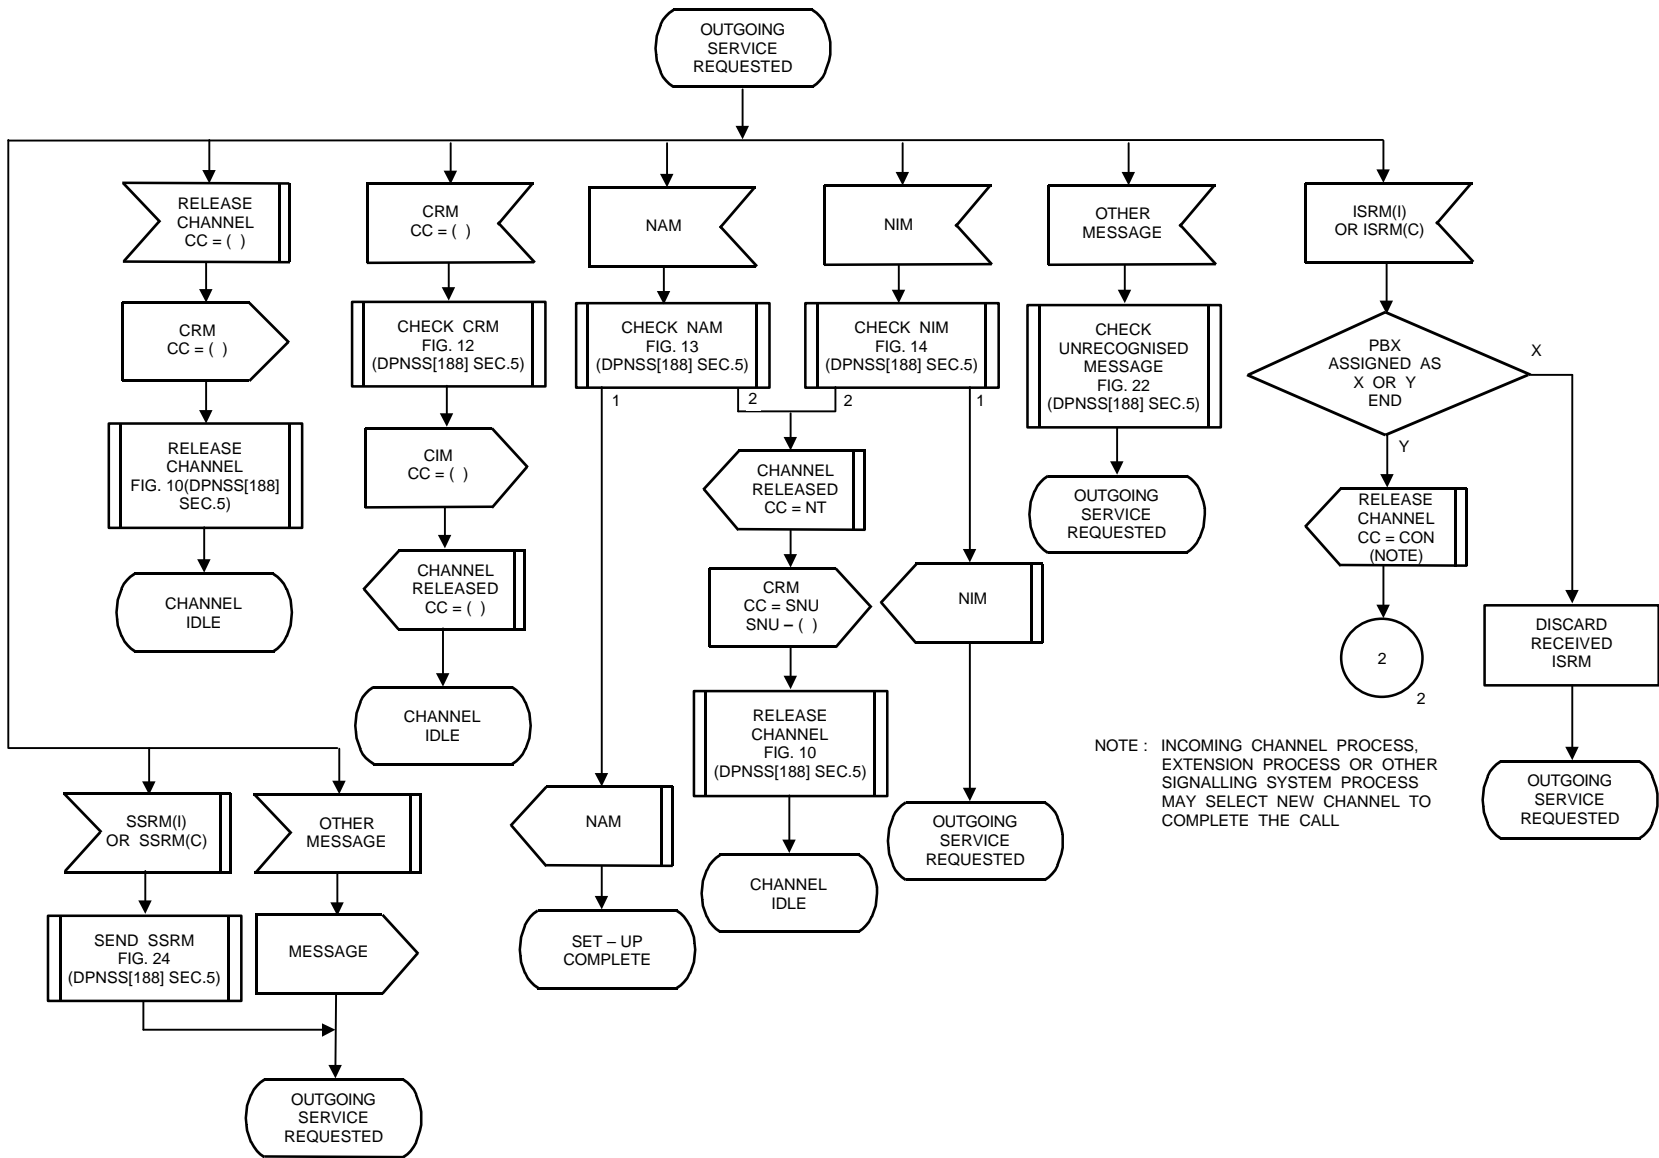 OUTGOING
SERVICE
REQUESTED
RELEASE
CHANNEL
CC = ( )
CRM
CC = ( )
NAM
NIM
OTHER
MESSAGE
ISRM(I)
OR ISRM(C)
CRM
CC = ( )
CHECK CRM
FIG. 12
(DPNSS[188] SEC.5)
CHECK NAM
FIG. 13
(DPNSS[188] SEC.5)
1
2
CHECK NIM
FIG. 14
(DPNSS[188] SEC.5)
2
1
CHECK
UNRECOGNISED
MESSAGE
FIG. 22
(DPNSS[188] SEC.5)
PBX
ASSIGNED AS
X OR Y
END
X
Y
RELEASE
CHANNEL
FIG. 10(DPNSS[188]
SEC.5)
CIM
CC = ( )
CHANNEL
RELEASED
CC = NT
OUTGOING
SERVICE
REQUESTED
RELEASE
CHANNEL
CC = CON
(NOTE)
CHANNEL
IDLE
CHANNEL
RELEASED
CC = ( )
CRM
CC = SNU
SNU – ( )
NIM
2
2
DISCARD
RECEIVED
ISRM
CHANNEL
IDLE
RELEASE
CHANNEL
FIG. 10
(DPNSS[188] SEC.5)
NOTE : INCOMING CHANNEL PROCESS,
EXTENSION PROCESS OR OTHER
SIGNALLING SYSTEM PROCESS
MAY SELECT NEW CHANNEL TO
COMPLETE THE CALL
OUTGOING
SERVICE
REQUESTED
SSRM(I)
OR SSRM(C)
OTHER
MESSAGE
NAM
OUTGOING
SERVICE
REQUESTED
CHANNEL
IDLE
SEND SSRM
FIG. 24
(DPNSS[188] SEC.5)
MESSAGE
SET – UP
COMPLETE
OUTGOING
SERVICE
REQUESTED